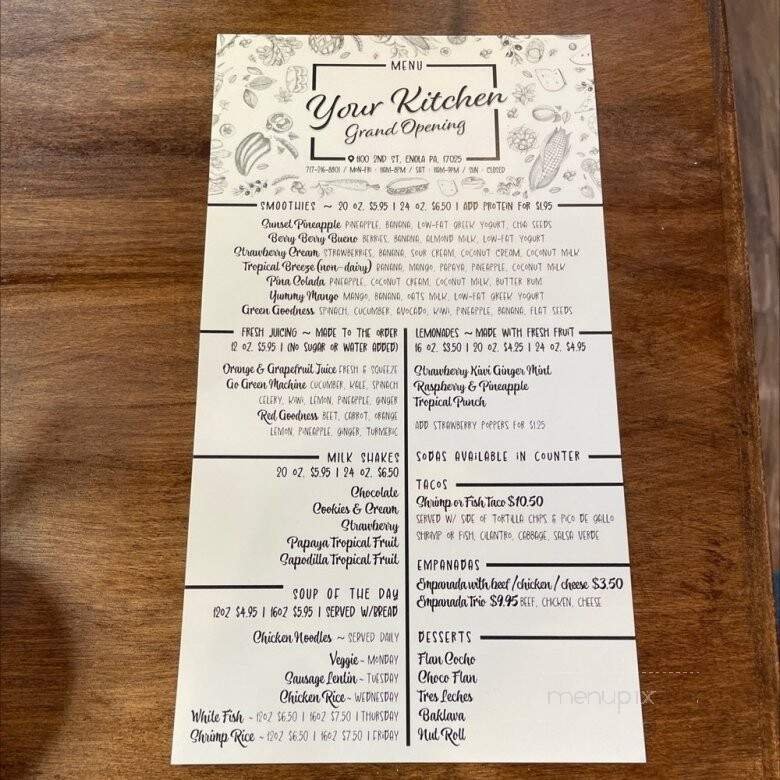 MENU
Your Kitchen
Grand Opening
1100 2ND ST, ENOLA PA, 17025
717-216-8801 / MON-FRI : 11AM-8PM / SAT : 11AM-9PM / SUN : CLOSED
SMOOTHIES ~ 20 OZ. $5.95 | 24 OZ. $6.50 | ADD PROTEIN FOR $1.95
Sunset Pineapple PINEAPPLE, BANANA, LOW-FAT GREEK YOGURT, CHIA SEEDS
Berry Berry Bueno BERRIES, BANANA, ALMOND MILK, LOW-FAT YOGURT
Strawberry Cream STRAWBERRIES, BANANA, SOUR CREAM, COCONUT CREAM, COCONUT MILK
Tropical Breeze (non-dairy) BANANA, MANGO, PAPAYA, PINEAPPLE, COCONUT MILK
Pina Colada PINEAPPLE, COCONUT CREAM, COCONUT MILK, BUTTER RUM
Yummy Mango MANGO, BANANA, OATS MILK, LOW-FAT GREEK YOGURT
Green Goodness SPINACH, CUCUMBER, AVOCADO, KIWI, PINEAPPLE, BANANA, FLAT SEEDS
FRESH JUICING ~ MADE TO THE ORDER
12 OZ. $5.95 | (NO SUGAR OR WATER ADDED)
Orange & Grapefruit Juice FRESH & SQUEEZE
Go Green Machine CUCUMBER, KALE, SPINACH
CELERY, KIWI, LEMON, PINEAPPLE, GINGER
Red Goodness BEET, CARROT, ORANGE
LEMON, PINEAPPLE, GINGER, TURMERIC
MILK SHAKES
20 OZ. $5.95 | 24 OZ. $6.50
Chocolate
Cookies & Cream
Strawberry
Papaya Tropical Fruit
Sapodilla Tropical Fruit
SOUP OF THE DAY
12OZ $4.95 | 16OZ $5.95 | SERVED W/BREAD
Chicken Noodles ~ SERVED DAILY
Veggie - MONDAY
Sausage Lentin - TUESDAY
Chicken Rice - WEDNESDAY
White Fish - 12OZ $6.50 | 16OZ $7.50 | THURSDAY
Shrimp Rice - 12OZ $6.50 | 16OZ $7.50 | FRIDAY
LEMONADES ~ MADE WITH FRESH FRUIT
16 OZ. $3.50 | 20 OZ. $4.25 | 24 OZ. $4.95
Strawberry Kiwi Ginger Mint
Raspberry & Pineapple
Tropical Punch
ADD STRAWBERRY POPPERS FOR $1.25
SODAS AVAILABLE IN COUNTER
TACOS
Shrimp or Fish Taco $10.50
SERVED W/ SIDE OF TORTILLA CHIPS & PICO DE GALLO
SHRIMP OR FISH, CILANTRO, CABBAGE, SALSA VERDE
EMPANADAS
Empanada with beef / chicken / cheese $3.50
Empanada Trio $9.95 BEEF, CHICKEN, CHEESE
DESSERTS
Flan Cocho
Choco Flan
Tres Leches
Baklava
Nut Roll
menupix